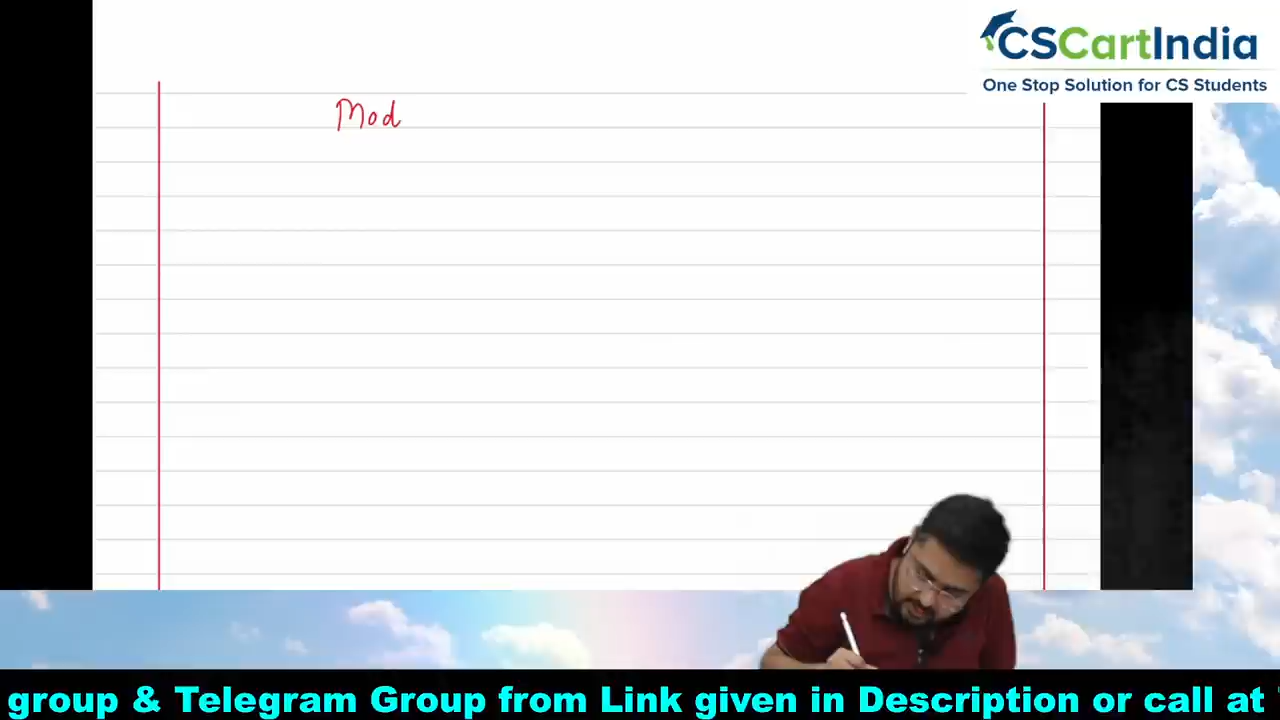 CSCartIndia
One Stop Solution for CS Students
Mod
group & Telegram Group from Link given in Description or call at